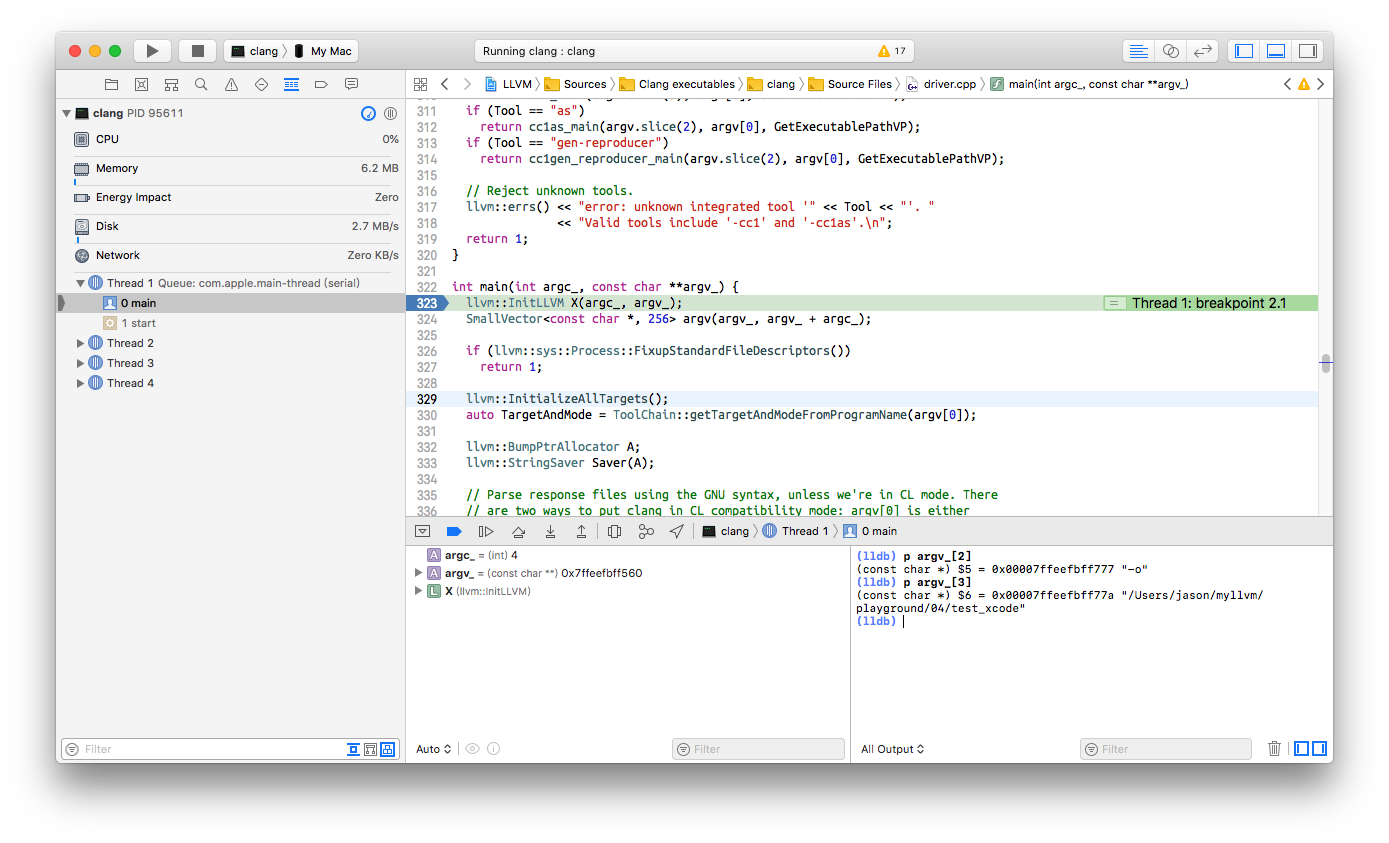 clang 〉 My Mac
Running clang : clang
17
LLVM 〉 Sources 〉 Clang executables 〉 clang 〉 Source Files 〉 driver.cpp 〉 main(int argc_, const char **argv_)
clang PID 95611
CPU 0%
Memory 6.2 MB
Energy Impact Zero
Disk 2.7 MB/s
Network Zero KB/s
Thread 1 Queue: com.apple.main-thread (serial)
0 main
1 start
Thread 2
Thread 3
Thread 4
Filter
311 if (Tool == "as")
312 return cc1as_main(argv.slice(2), argv[0], GetExecutablePathVP);
313 if (Tool == "gen-reproducer")
314 return cc1gen_reproducer_main(argv.slice(2), argv[0], GetExecutablePathVP);
315
316 // Reject unknown tools.
317 llvm::errs() << "error: unknown integrated tool '" << Tool << "'. "
318 << "Valid tools include '-cc1' and '-cc1as'.\n";
319 return 1;
320 }
321
322 int main(int argc_, const char **argv_) {
323 llvm::InitLLVM X(argc_, argv_); = Thread 1: breakpoint 2.1
324 SmallVector<const char *, 256> argv(argv_, argv_ + argc_);
325
326 if (llvm::sys::Process::FixupStandardFileDescriptors())
327 return 1;
328
329 llvm::InitializeAllTargets();
330 auto TargetAndMode = ToolChain::getTargetAndModeFromProgramName(argv[0]);
331
332 llvm::BumpPtrAllocator A;
333 llvm::StringSaver Saver(A);
334
335 // Parse response files using the GNU syntax, unless we're in CL mode. There
336 // are two ways to put clang in CL compatibility mode: argv[0] is either
clang 〉 Thread 1 〉 0 main
A argc_ = (int) 4
A argv_ = (const char **) 0x7ffeefbff560
L X (llvm::InitLLVM)
Auto
Filter
(lldb) p argv_[2]
(const char *) $5 = 0x00007ffeefbff777 "-o"
(lldb) p argv_[3]
(const char *) $6 = 0x00007ffeefbff77a "/Users/jason/myllvm/
playground/04/test_xcode"
(lldb)
All Output
Filter